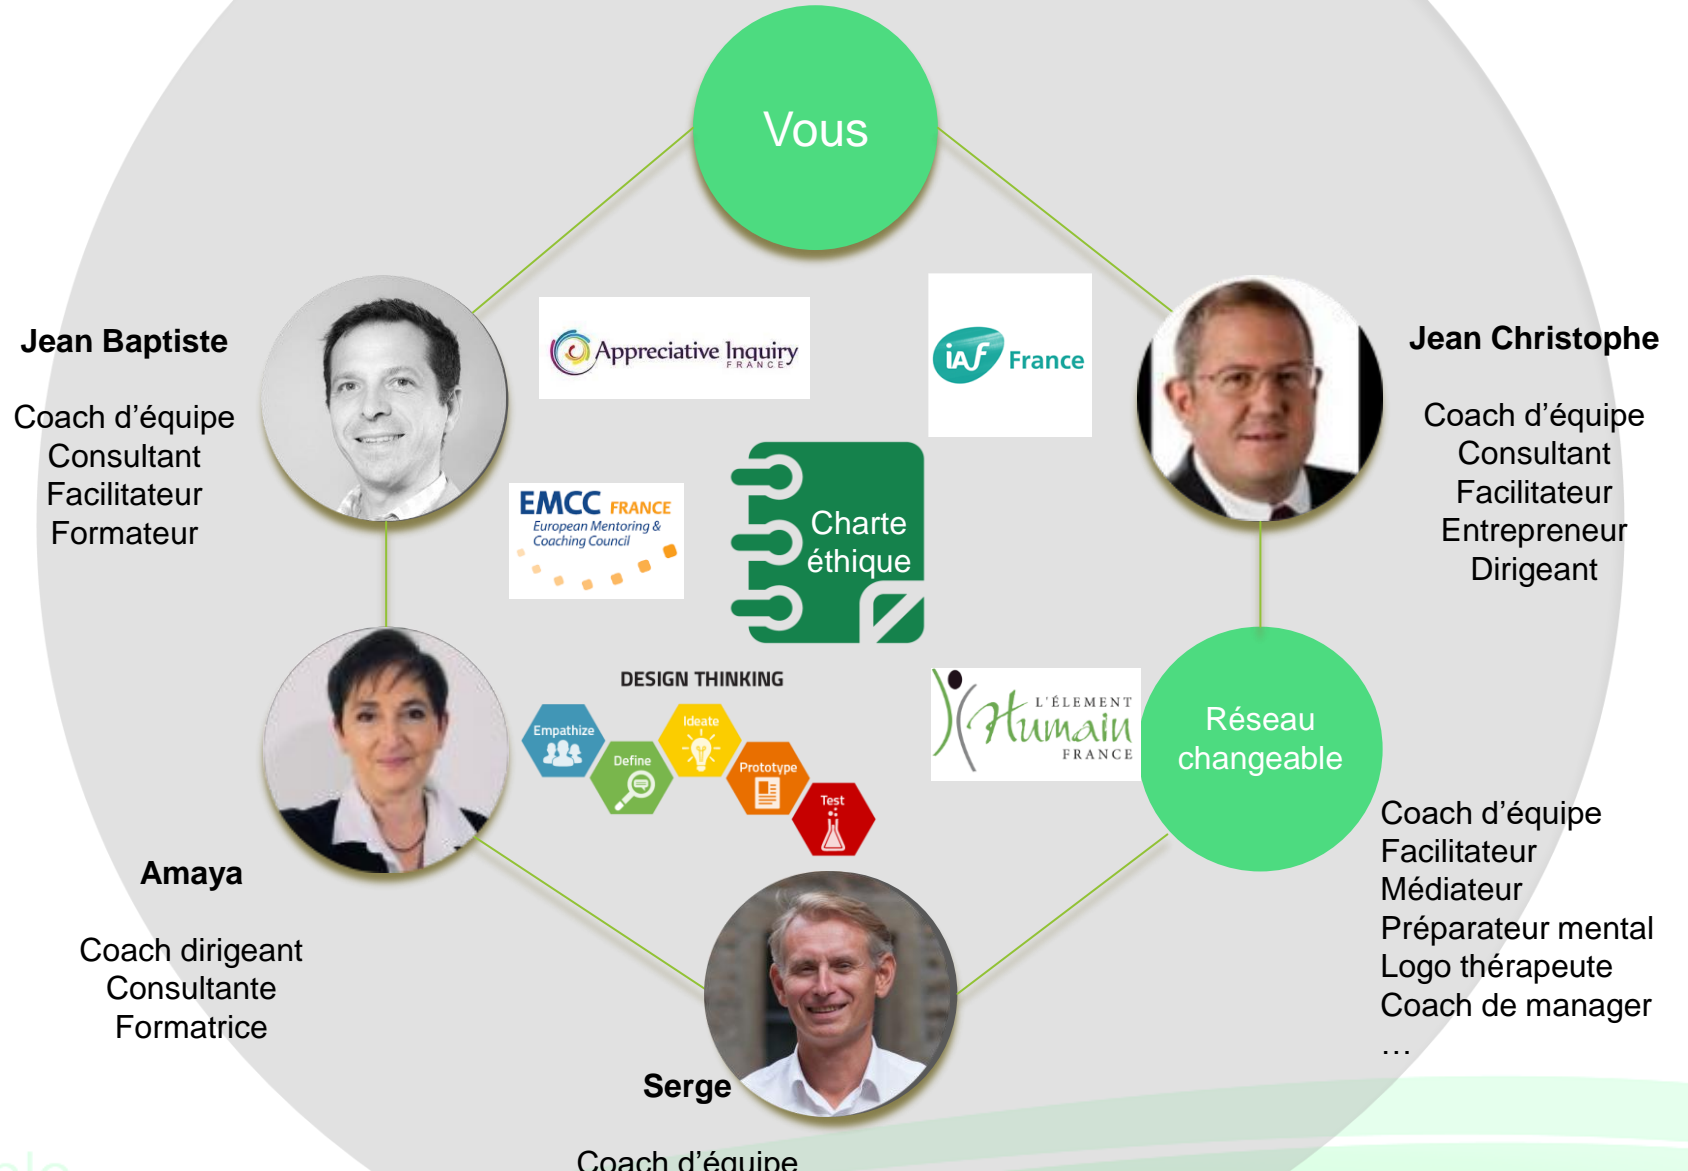 Vous
Jean Baptiste
Coach d’équipe
Consultant
Facilitateur
Formateur
Appreciative Inquiry
FRANCE
iAF France
Jean Christophe
Coach d’équipe
Consultant
Facilitateur
Entrepreneur
Dirigeant
EMCC FRANCE
European Mentoring &
Coaching Council
Charte
éthique
DESIGN THINKING
Empathize
Define
Ideate
Prototype
Test
L'ÉLEMENT
Humain
FRANCE
Réseau
changeable
Coach d’équipe
Facilitateur
Médiateur
Préparateur mental
Logo thérapeute
Coach de manager
…
Amaya
Coach dirigeant
Consultante
Formatrice
Serge
Coach d’équipe